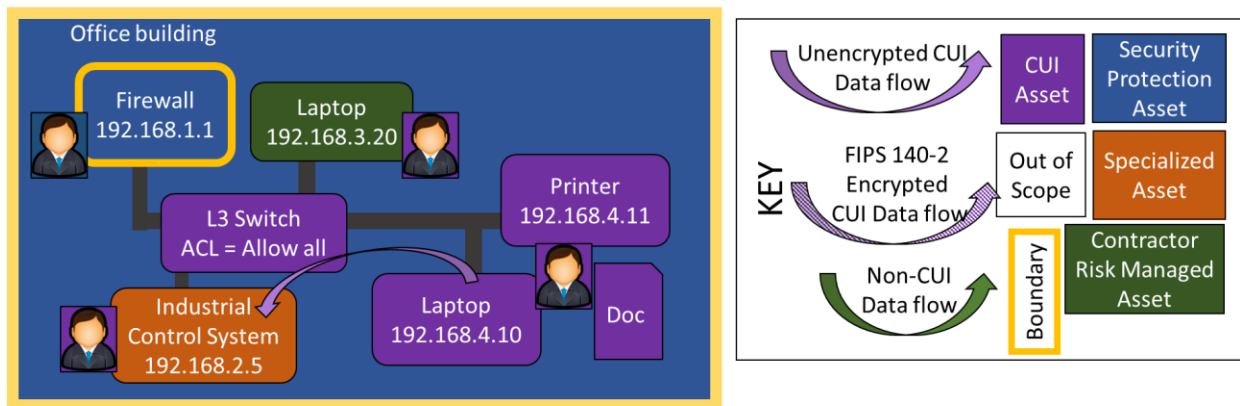 Office building
Firewall
192.168.1.1
Laptop
192.168.3.20
Printer
192.168.4.11
L3 Switch
ACL = Allow all
Industrial
Control System
192.168.2.5
Laptop
192.168.4.10
Doc
KEY
Unencrypted CUI
Data flow
CUI
Asset
Security
Protection
Asset
FIPS 140-2
Encrypted
CUI Data flow
Out of
Scope
Specialized
Asset
Non-CUI
Data flow
Boundary
Contractor
Risk Managed
Asset